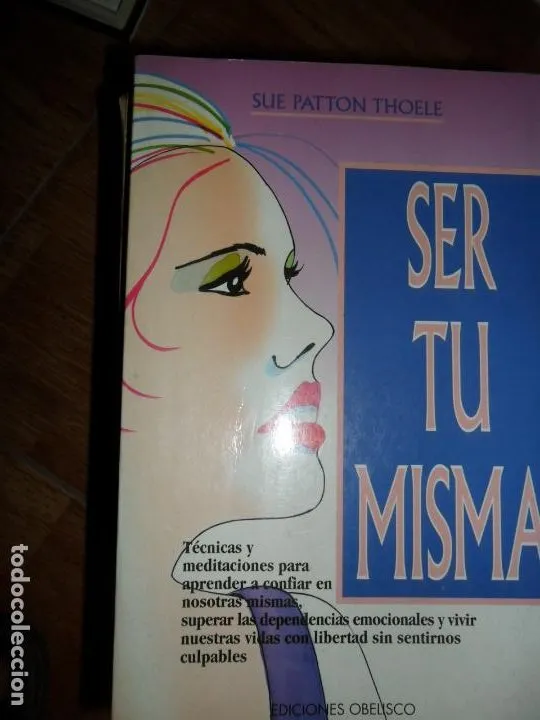 SUE PATTON THOELE
SER
TU
MISMA
Técnicas y
meditaciones para
aprender a confiar en
nosotras mismas,
superar las dependencias emocionales y vivir
nuestras vidas con libertad sin sentirnos
culpables
EDICIONES OBELISCO
todocoleccion.net